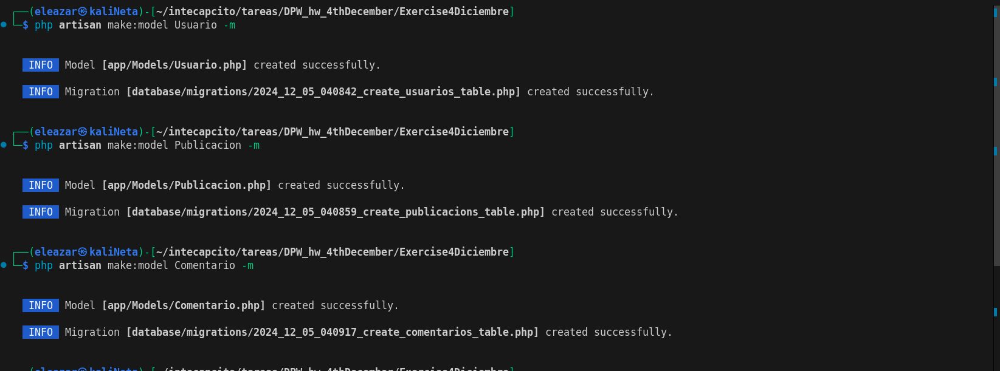 ┌──(eleazar㉿kaliNeta)-[~/intecapcito/tareas/DPW_hw_4thDecember/Exercise4Diciembre]
└─$ php artisan make:model Usuario -m
INFO Model [app/Models/Usuario.php] created successfully.
INFO Migration [database/migrations/2024_12_05_040842_create_usuarios_table.php] created successfully.
┌──(eleazar㉿kaliNeta)-[~/intecapcito/tareas/DPW_hw_4thDecember/Exercise4Diciembre]
└─$ php artisan make:model Publicacion -m
INFO Model [app/Models/Publicacion.php] created successfully.
INFO Migration [database/migrations/2024_12_05_040859_create_publicacions_table.php] created successfully.
┌──(eleazar㉿kaliNeta)-[~/intecapcito/tareas/DPW_hw_4thDecember/Exercise4Diciembre]
└─$ php artisan make:model Comentario -m
INFO Model [app/Models/Comentario.php] created successfully.
INFO Migration [database/migrations/2024_12_05_040917_create_comentarios_table.php] created successfully.
┌──(eleazar㉿kaliNeta)-[~/intecapcito/tareas/DPW_hw_4thDecember/Exercise4Diciembre]